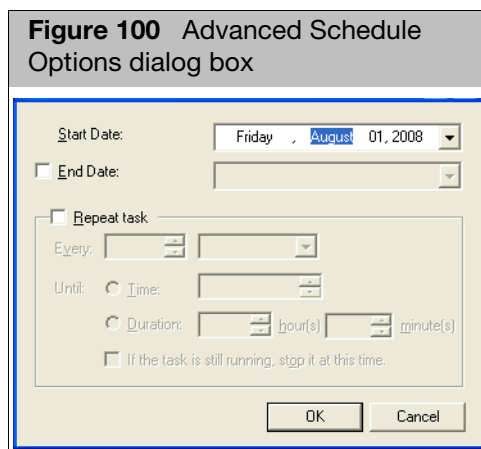 Figure 100 Advanced Schedule
Options dialog box
Start Date: Friday , August 01, 2008
End Date:
Repeat task
Every:
Until: Time:
Duration: hour(s) minute(s)
If the task is still running, stop it at this time.
OK Cancel